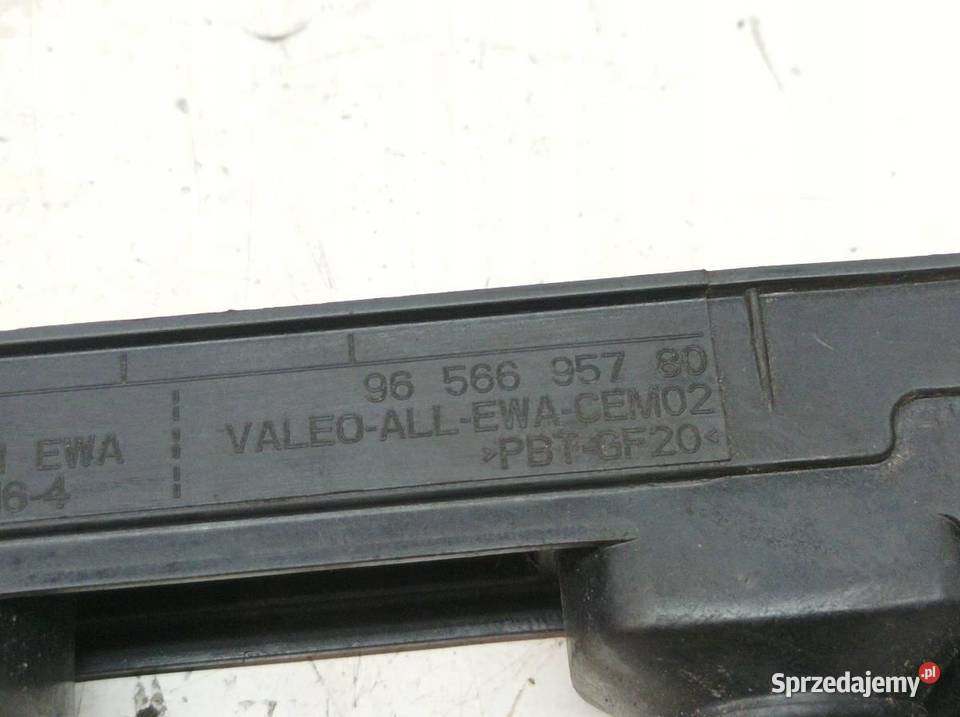 96 566 957 80
VALEO-ALL-EWA-CEM02
>PBT-GF20<
EWA
6-4
Sprzedajemy.pl